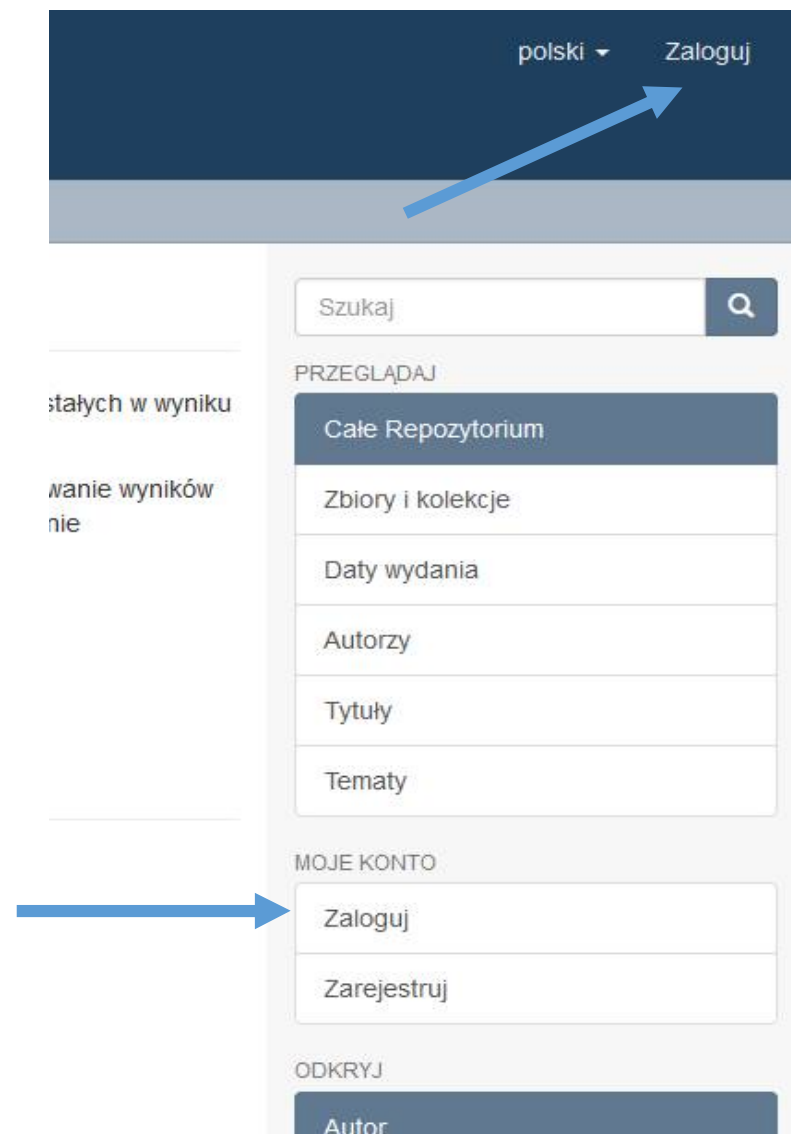 polski Zaloguj
Szukaj
PRZEGLĄDAJ
stałych w wyniku
Całe Repozytorium
wanie wyników
Zbiory i kolekcje
nie
Daty wydania
Autorzy
Tytuły
Tematy
MOJE KONTO
Zaloguj
Zarejestruj
ODKRYJ
Autor